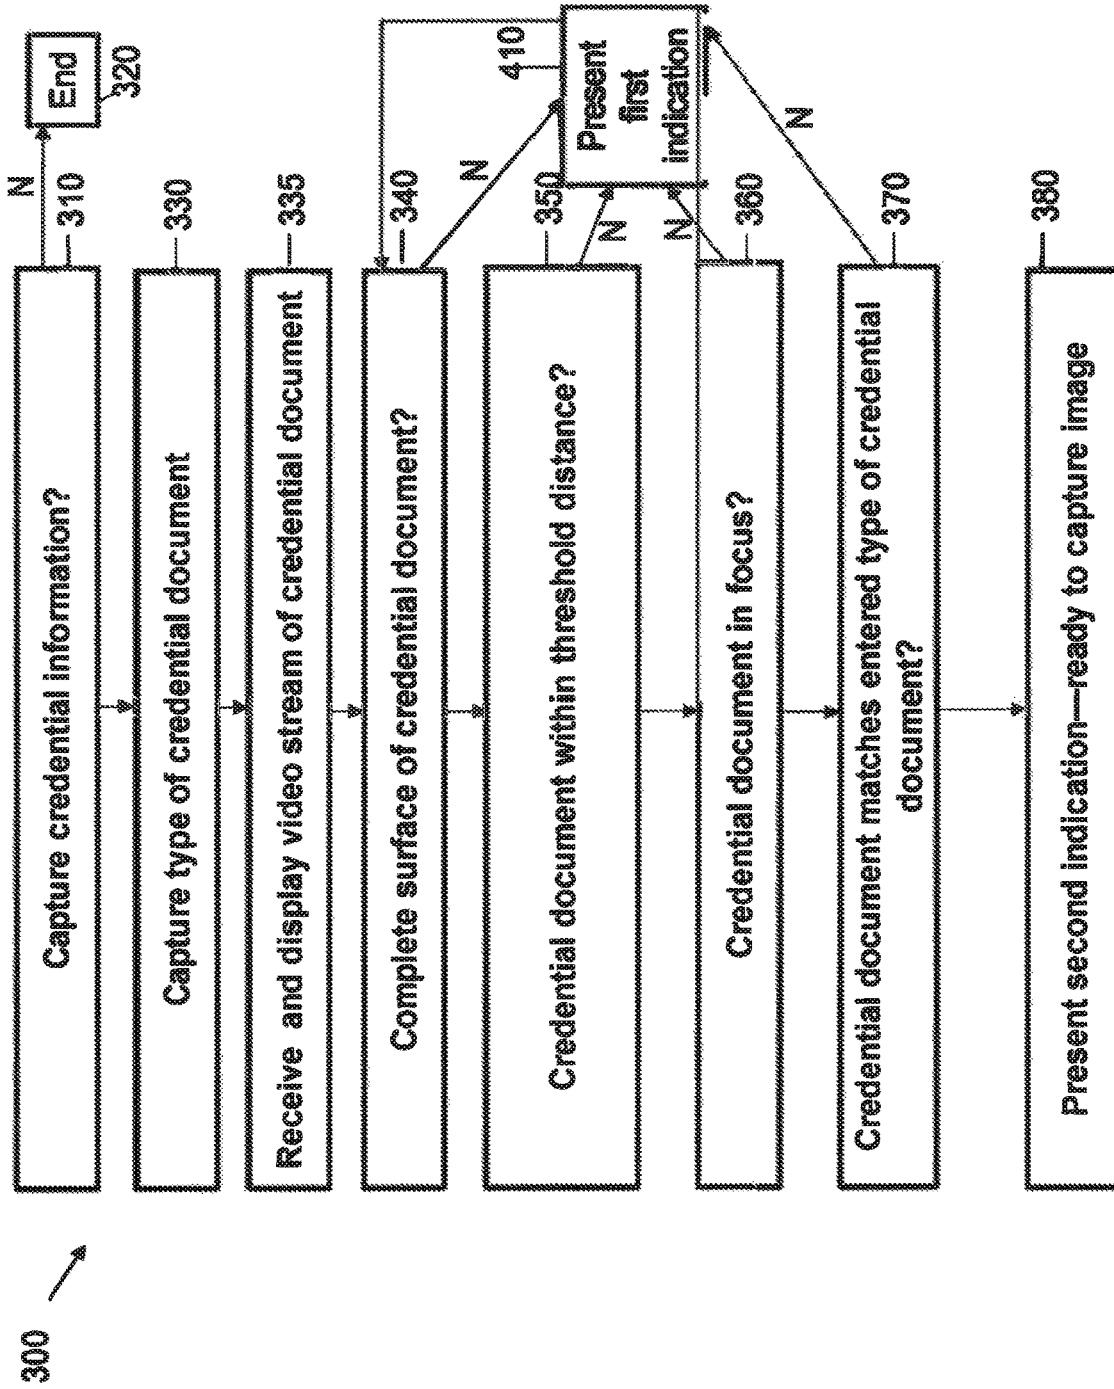 300
Capture credential information?
310
N
End
320
Capture type of credential document
330
Receive and display video stream of credential document
335
Complete surface of credential document?
340
N
Credential document within threshold distance?
350
N
Present
first
indication
410
Credential document in focus?
360
N
Credential document matches entered type of credential
document?
370
N
Present second indication—ready to capture image
380